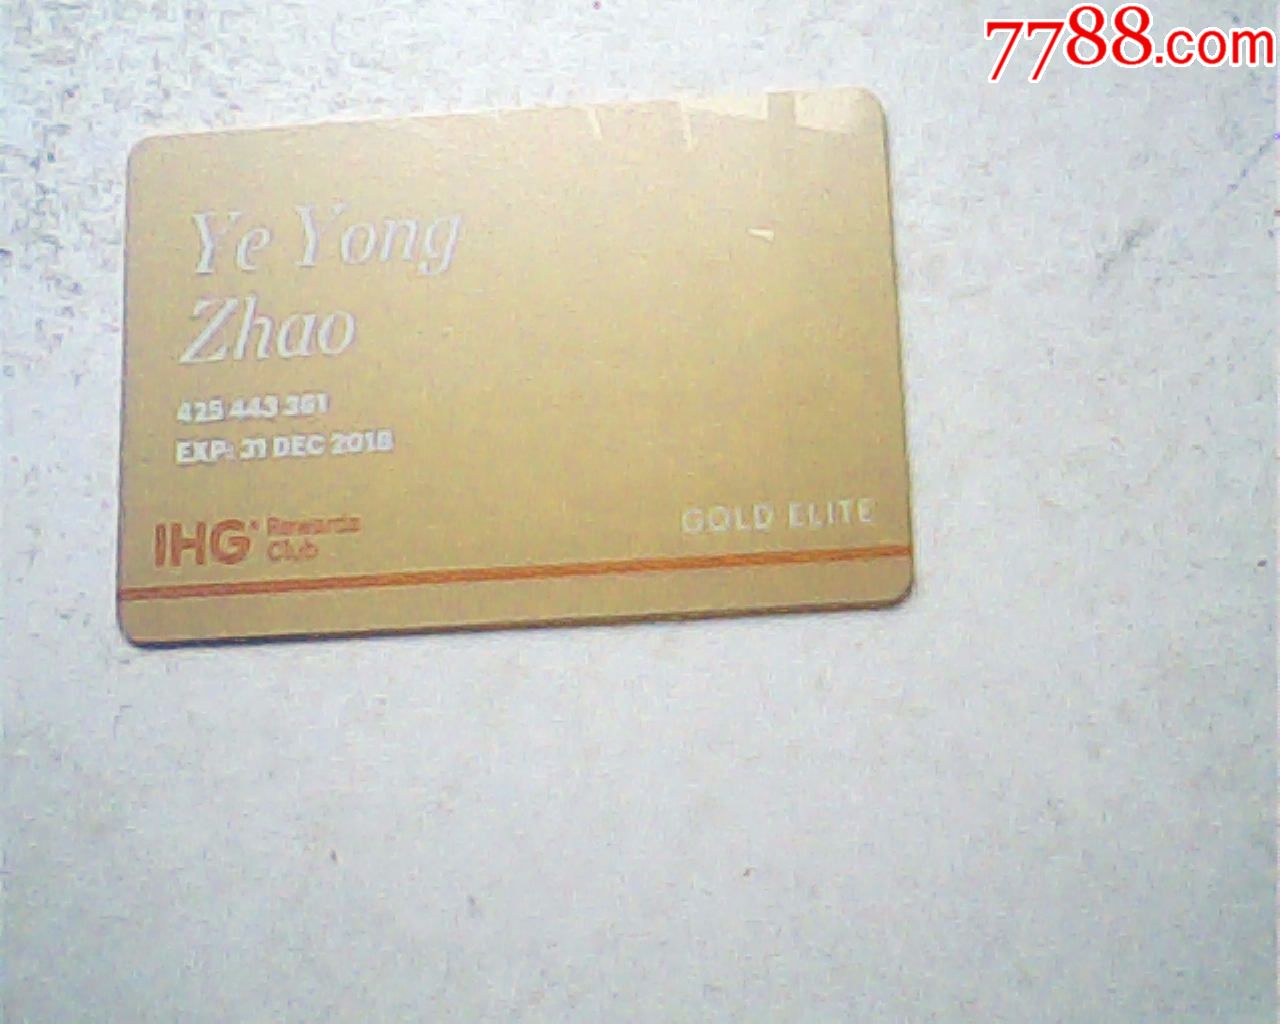 7788.com
Ye Yong
Zhao
425 443 361
EXP: 31 DEC 2018
IHG® Rewards
Club
GOLD ELITE